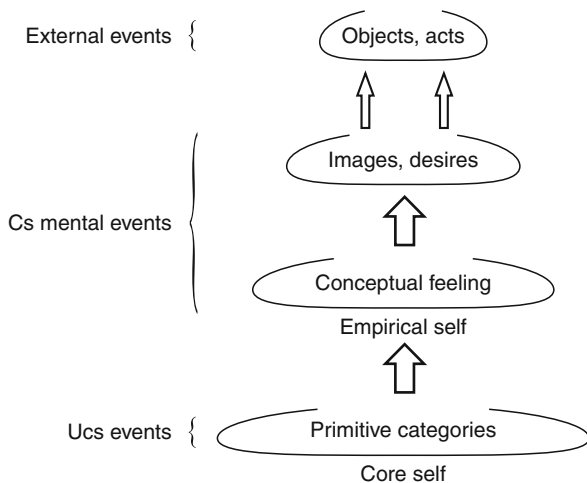 External events { Objects, acts
Images, desires
Cs mental events {
Conceptual feeling
Empirical self
Ucs events { Primitive categories
Core self